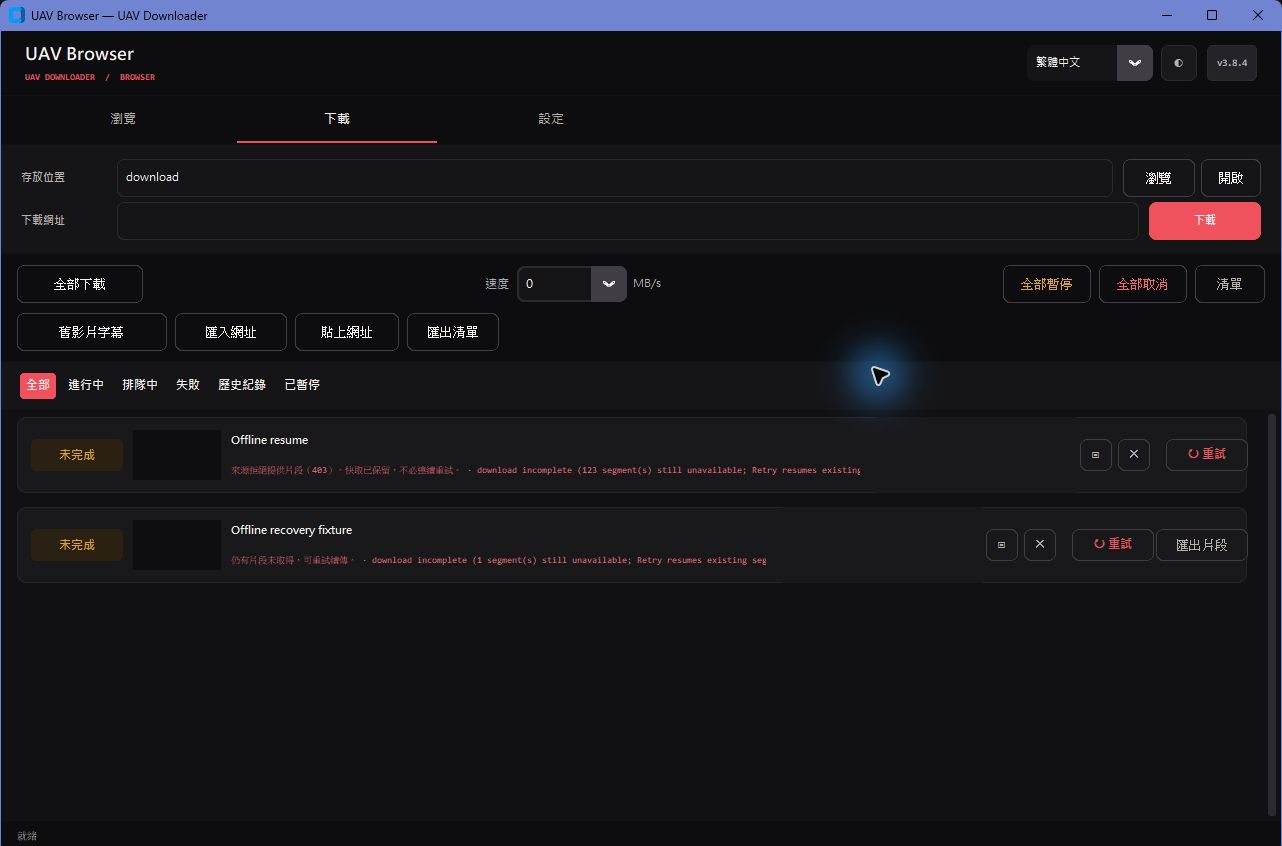 UAV Browser — UAV Downloader
UAV Browser
UAV DOWNLOADER / BROWSER
繁體中文
v3.8.4
瀏覽 下載 設定
存放位置 download 瀏覽 開啟
下載網址 下載
全部下載 速度 0 MB/s 全部暫停 全部取消 清單
舊影片字幕 匯入網址 貼上網址 匯出清單
全部 進行中 排隊中 失敗 歷史紀錄 已暫停
未完成 Offline resume
來源拒絕提供片段（403），快取已保留，不必連續重試。 · download incomplete (123 segment(s) still unavailable; Retry resumes existing
重試
未完成 Offline recovery fixture
仍有片段未取得，可重試續傳。 · download incomplete (1 segment(s) still unavailable; Retry resumes existing seg
重試 匯出片段
就緒